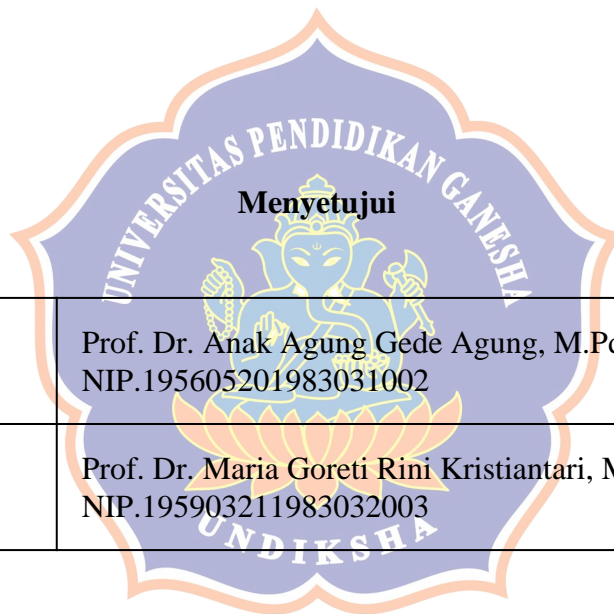 UNIVERSITAS PENDIDIKAN GANESHA
Menyetujui
Prof. Dr. Anak Agung Gede Agung, M.Pd
NIP.195605201983031002
Prof. Dr. Maria Goreti Rini Kristiantari, M
NIP.195903211983032003
UNDIKSHA